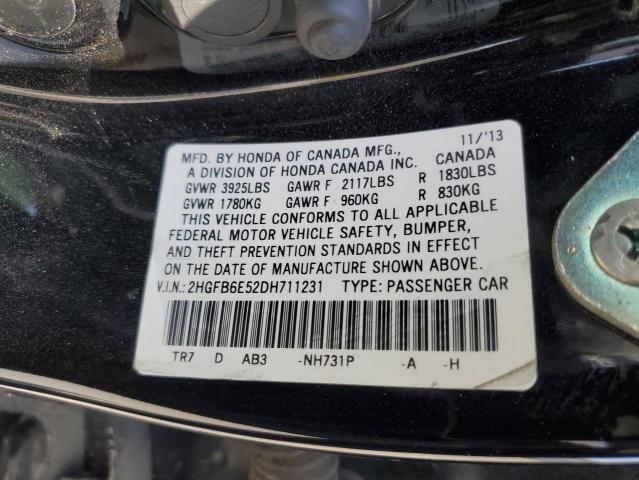 11/'13
MFD. BY HONDA OF CANADA MFG., CANADA
A DIVISION OF HONDA CANADA INC.
GVWR 3925LBS GAWR F 2117LBS R 1830LBS
GVWR 1780KG GAWR F 960KG R 830KG
THIS VEHICLE CONFORMS TO ALL APPLICABLE
FEDERAL MOTOR VEHICLE SAFETY, BUMPER,
AND THEFT PREVENTION STANDARDS IN EFFECT
ON THE DATE OF MANUFACTURE SHOWN ABOVE.
V.I.N.: 2HGFB6E52DH711231 TYPE: PASSENGER CAR
TR7 D AB3 -NH731P -A -H